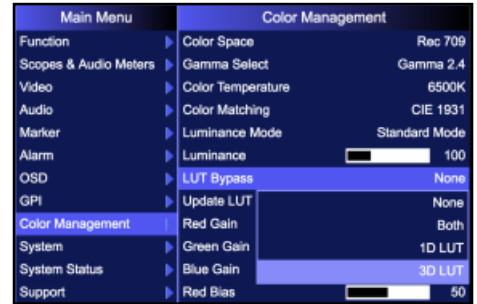 Main Menu
Function
Scopes & Audio Meters
Video
Audio
Marker
Alarm
OSD
GPI
Color Management
System
System Status
Support
Color Management
Color Space Rec 709
Gamma Select Gamma 2.4
Color Temperature 6500K
Color Matching CIE 1931
Luminance Mode Standard Mode
Luminance 100
LUT Bypass None
Update LUT
Red Gain
Green Gain
Blue Gain
Red Bias 50
None
Both
1D LUT
3D LUT